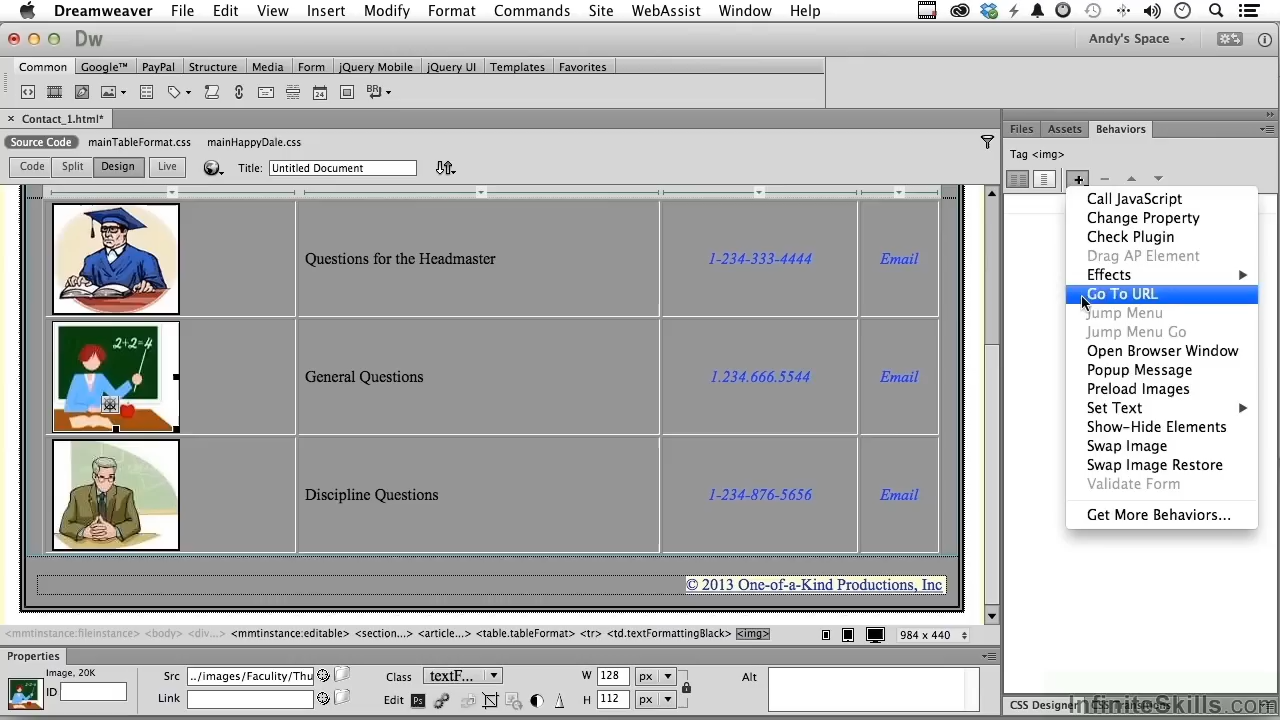 Dreamweaver File Edit View Insert Modify Format Commands Site WebAssist Window Help
Dw Andy's Space
Common Google™ PayPal Structure Media Form jQuery Mobile jQuery UI Templates Favorites
BR
× Contact_1.html*
Source Code mainTableFormat.css mainHappyDale.css
Code Split Design Live Title: Untitled Document
Files Assets Behaviors
Tag <img>
Call JavaScript
Change Property
Check Plugin
Drag AP Element
Effects
Go To URL
Jump Menu
Jump Menu Go
Open Browser Window
Popup Message
Preload Images
Set Text
Show-Hide Elements
Swap Image
Swap Image Restore
Validate Form
Get More Behaviors...
Questions for the Headmaster 1-234-333-4444 Email
2+2=4
General Questions 1.234.666.5544 Email
Discipline Questions 1-234-876-5656 Email
© 2013 One-of-a-Kind Productions, Inc
<mmtinstance:fileinstance> <body> <div...> <mmtinstance:editable> <section...> <article...> <table.tableFormat> <tr> <td.textFormattingBlack> <img> 984 x 440
Properties
Image, 20K Src ../images/Faculity/Thu Class textF... W 128 px Alt
ID Link Edit Ps H 112 px
CSS Designer CSS Transitions
InfiniteSkills.com